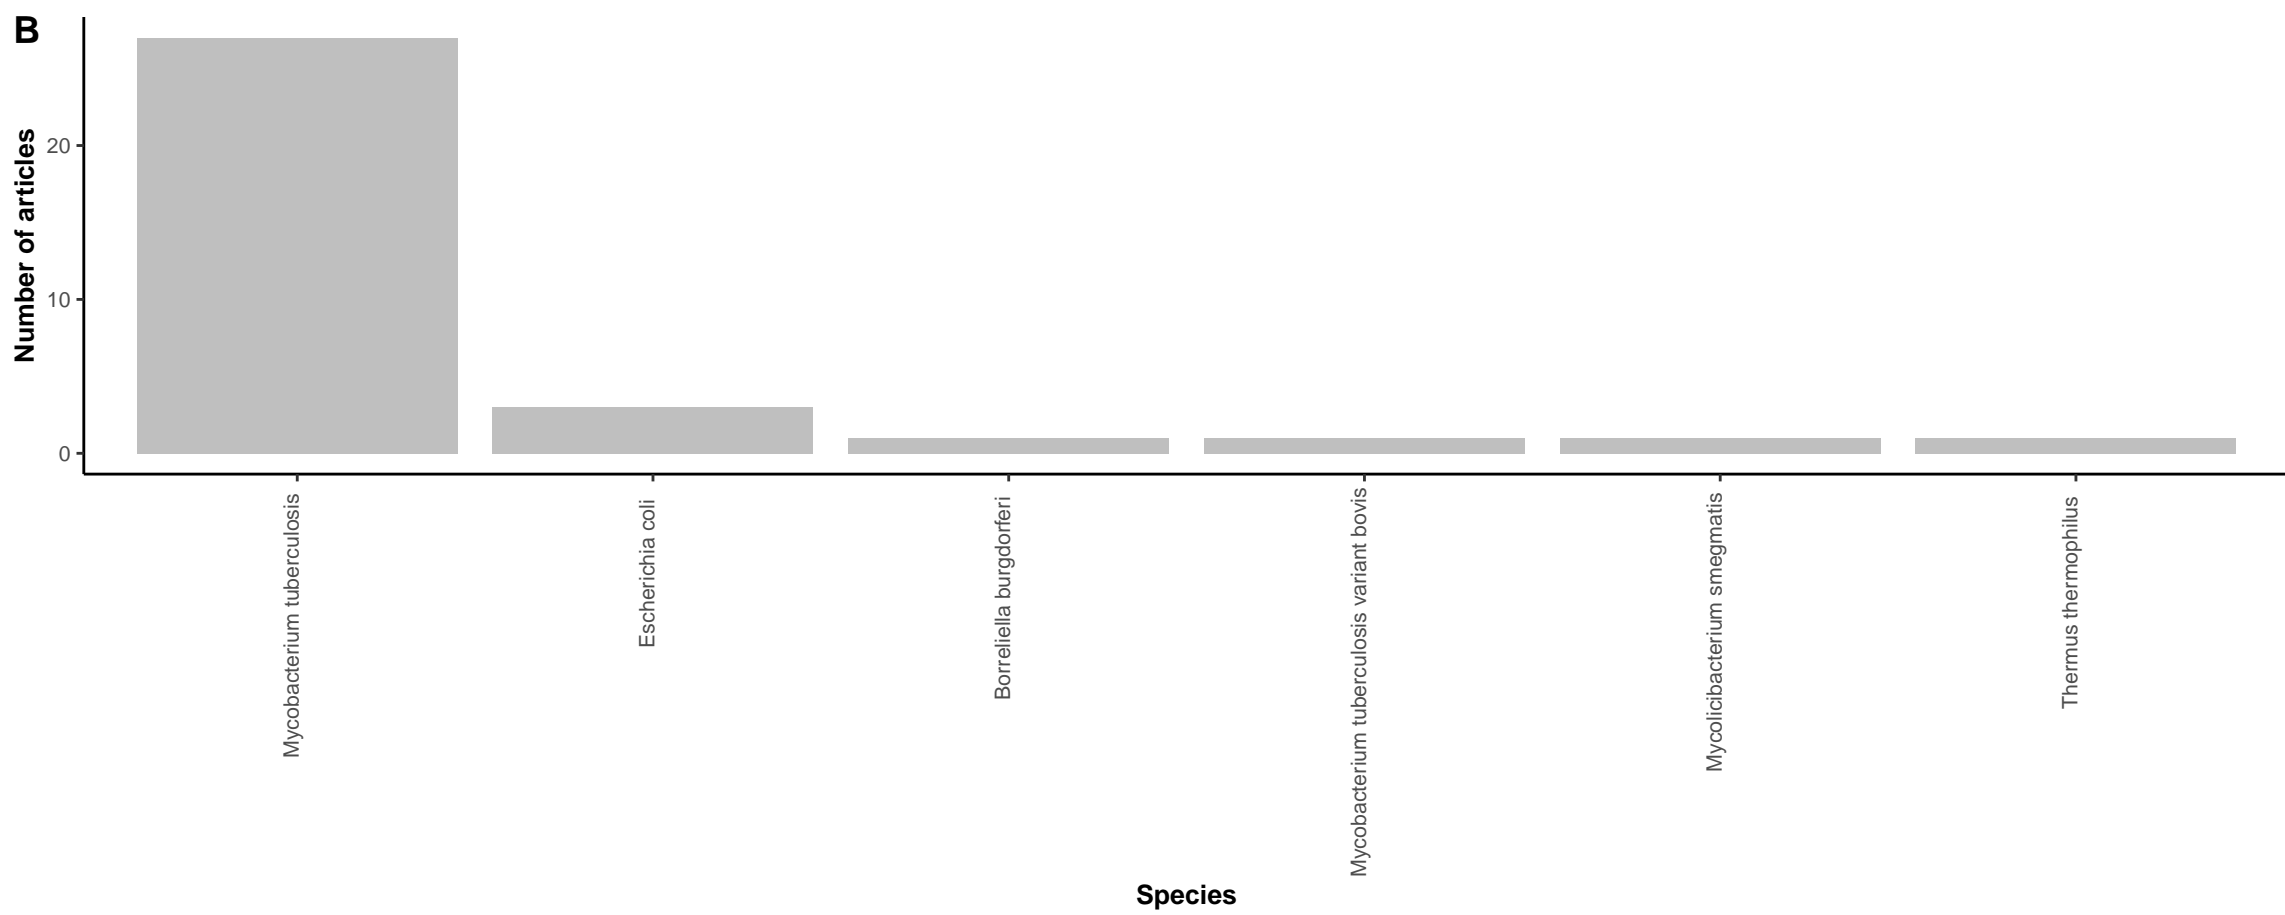 B
Number of articles
20
10
0
Mycobacterium tuberculosis
Escherichia coli
Borreliella burgdorferi
Mycobacterium tuberculosis variant bovis
Mycolicibacterium smegmatis
Thermus thermophilus
Species